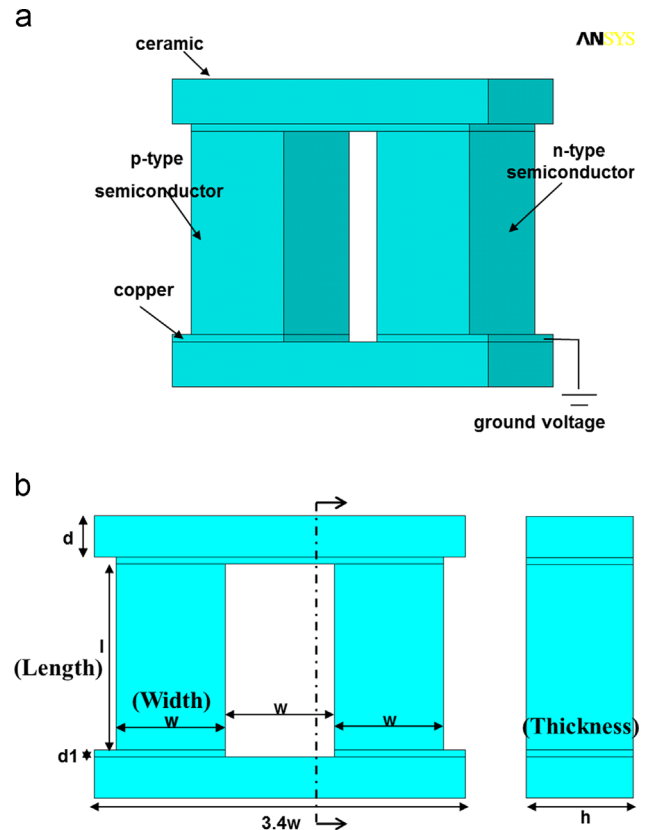 a
ceramic
ANSYS
p-type
semiconductor
n-type
semiconductor
copper
ground voltage
b
d
l
(Length)
(Width)
w
w
w
(Thickness)
d1
3.4w
h